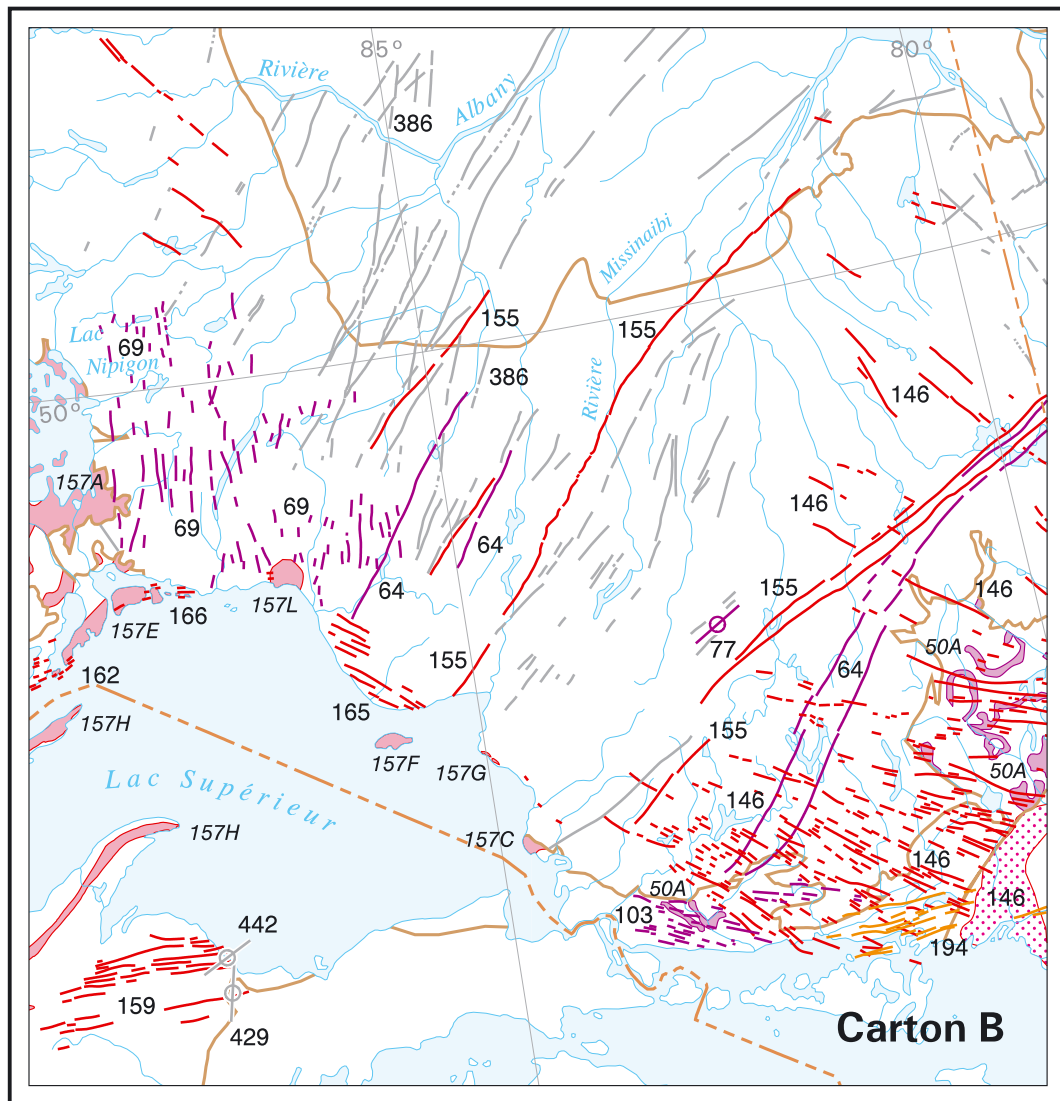 85°
80°
Rivière
Albany
386
Missinaibi
155
155
Lac
69
Nipigon
386
Rivière
146
50°
157A
69
69
146
64
64
155
146
157L
166
157E
77
50A
155
64
162
165
157H
157F
155
157G
50A
Lac Supérieur
146
157H
157C
146
50A
146
103
442
194
159
429
Carton B